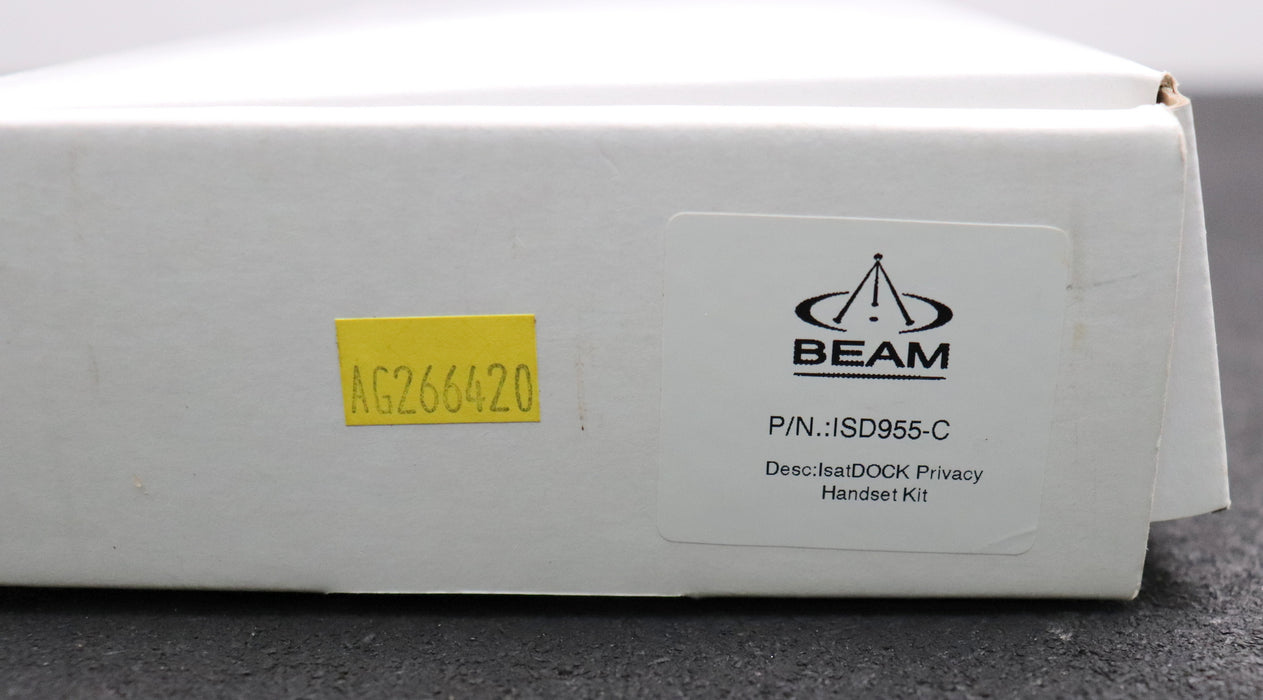 AG266420
BEAM
P/N.:ISD955-C
Desc:IsatDOCK Privacy
Handset Kit